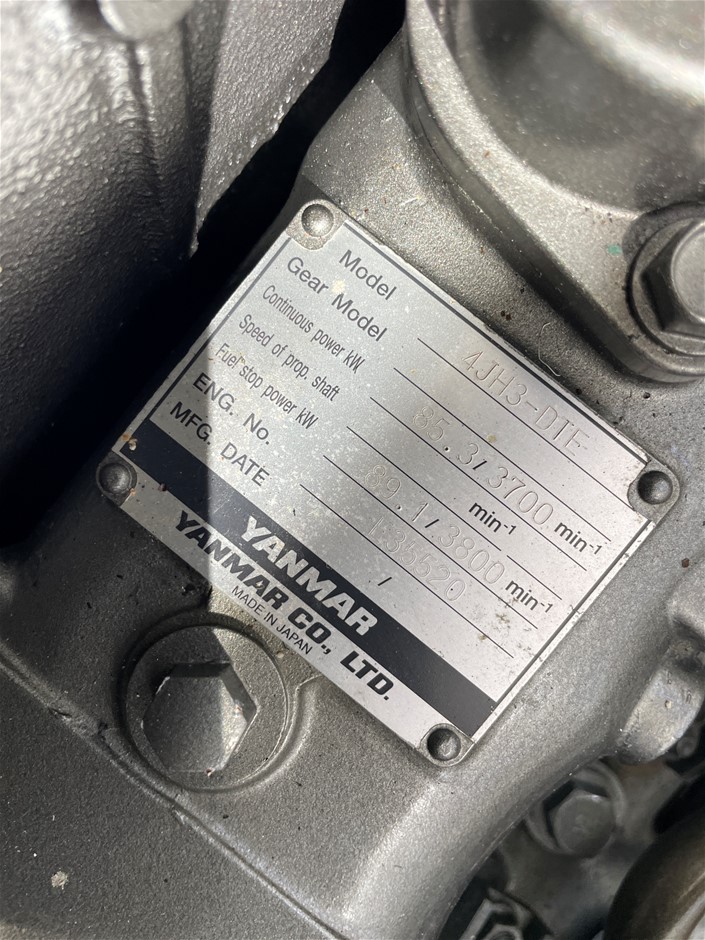 Model 4JH3-DTE
Gear Model
Continuous power kW 85.3/3700 min⁻¹
Speed of prop. shaft min⁻¹
Fuel stop power kW 89.1/3800 min⁻¹
ENG. No.
MFG. DATE /
YANMAR
YANMAR CO., LTD.
MADE IN JAPAN